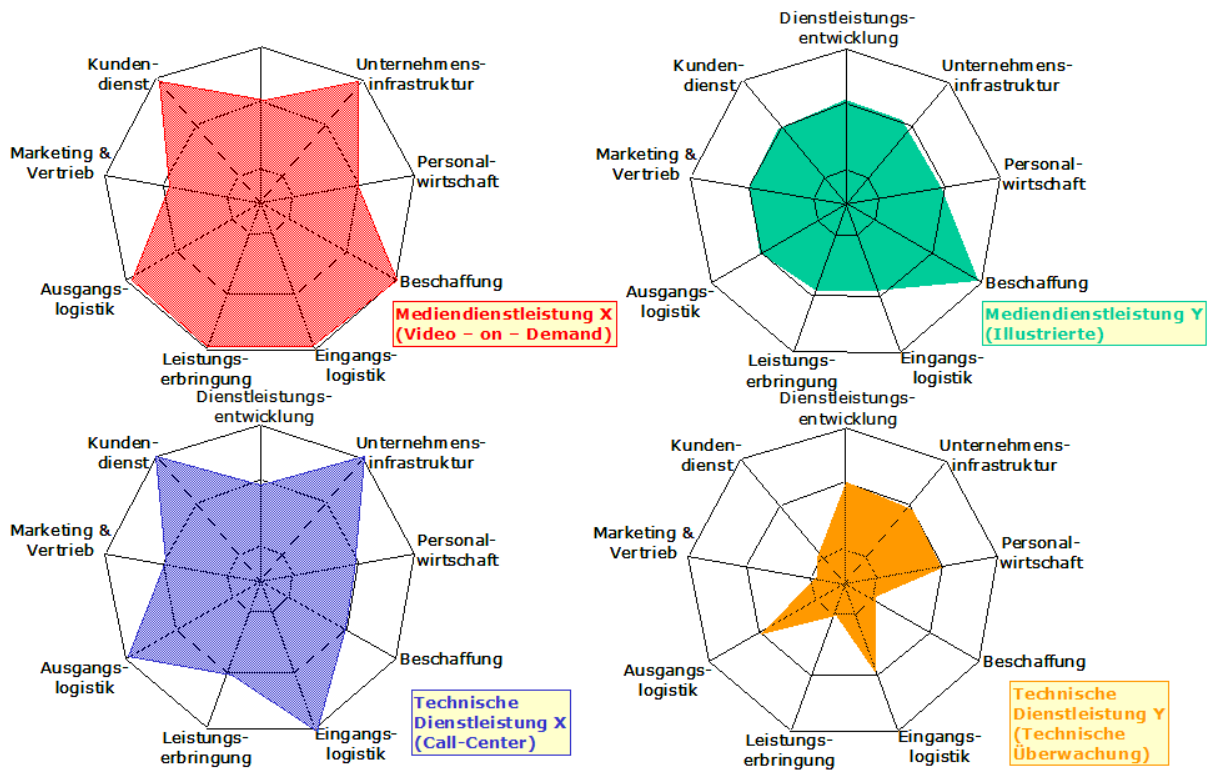 Kunden-
dienst
Unternehmens-
infrastruktur
Marketing &
Vertrieb
Personal-
wirtschaft
Ausgangs-
logistik
Beschaffung
Leistungs-
erbringung
Eingangs-
logistik
Mediendienstleistung X
(Video – on – Demand)
Dienstleistungs-
entwicklung
Kunden-
dienst
Unternehmens-
infrastruktur
Marketing &
Vertrieb
Personal-
wirtschaft
Ausgangs-
logistik
Beschaffung
Leistungs-
erbringung
Eingangs-
logistik
Mediendienstleistung Y
(Illustrierte)
Dienstleistungs-
entwicklung
Kunden-
dienst
Unternehmens-
infrastruktur
Marketing &
Vertrieb
Personal-
wirtschaft
Ausgangs-
logistik
Beschaffung
Leistungs-
erbringung
Eingangs-
logistik
Technische
Dienstleistung X
(Call-Center)
Dienstleistungs-
entwicklung
Kunden-
dienst
Unternehmens-
infrastruktur
Marketing &
Vertrieb
Personal-
wirtschaft
Ausgangs-
logistik
Beschaffung
Leistungs-
erbringung
Eingangs-
logistik
Technische
Dienstleistung Y
(Technische
Überwachung)